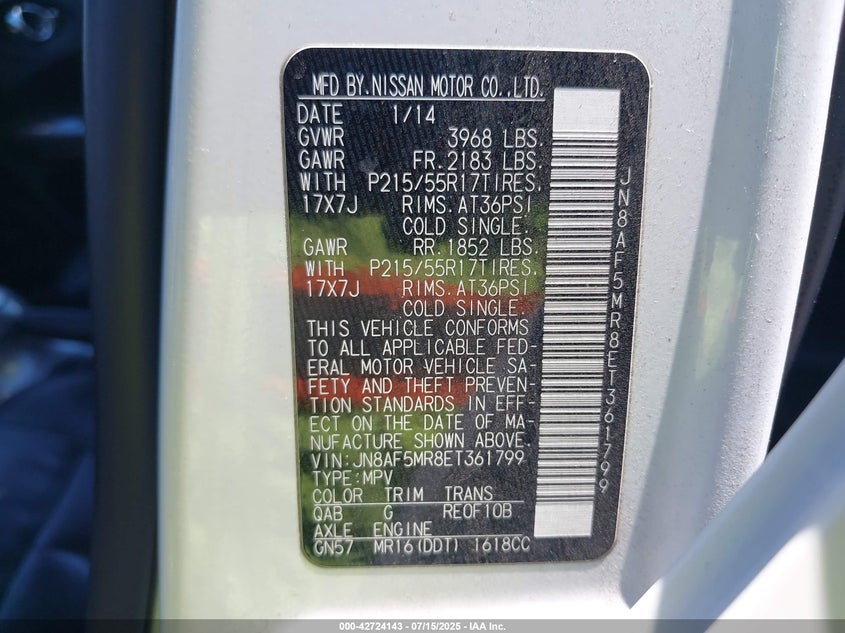 MFD BY.NISSAN MOTOR CO.,LTD.
DATE 1/14
GVWR 3968 LBS.
GAWR FR.2183 LBS.
WITH P215/55R17TIRES.
17X7J RIMS.AT36PSI
COLD SINGLE.
GAWR RR.1852 LBS.
WITH P215/55R17TIRES.
17X7J RIMS.AT36PSI
COLD SINGLE.
THIS VEHICLE CONFORMS
TO ALL APPLICABLE FED-
ERAL MOTOR VEHICLE SA-
FETY AND THEFT PREVEN-
TION STANDARDS IN EFF-
ECT ON THE DATE OF MA-
NUFACTURE SHOWN ABOVE.
VIN:JN8AF5MR8ET361799
TYPE:MPV
COLOR TRIM TRANS
QAB G RE0F10B
AXLE ENGINE
GN57 MR16(DDT) 1618CC
JN8AF5MR8ET361799
000-42724143 - 07/15/2025 - IAA Inc.